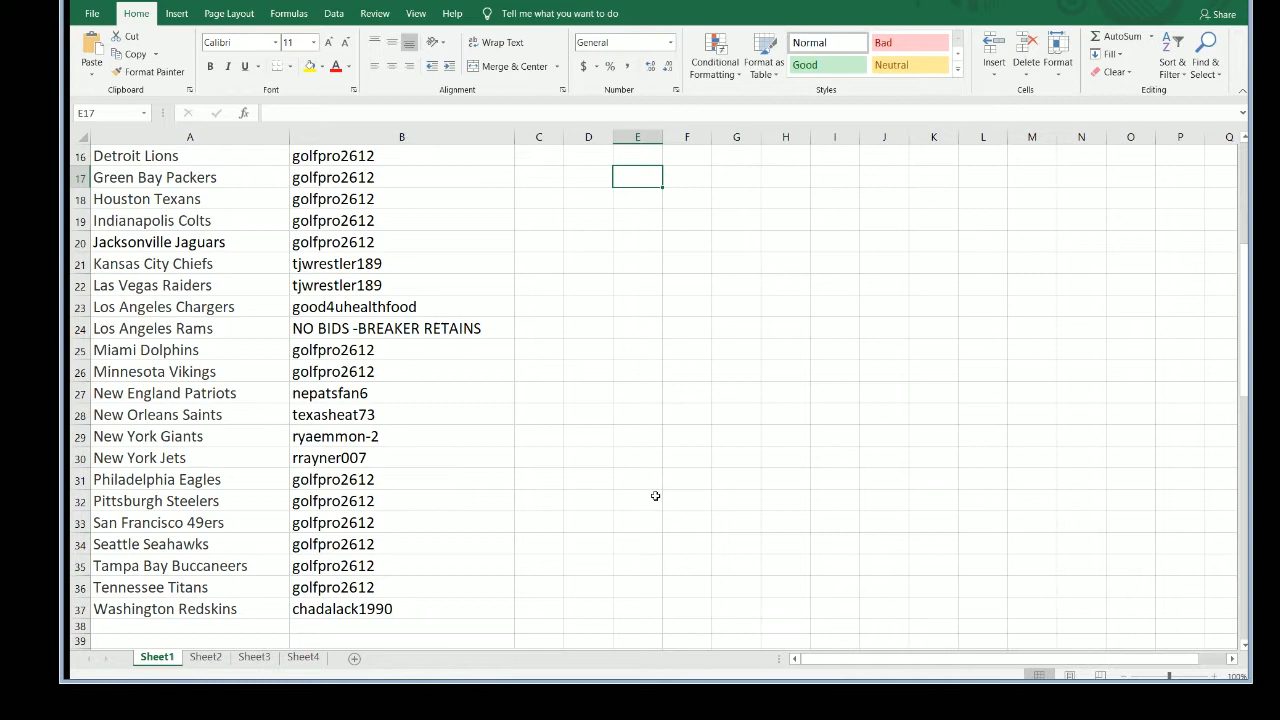 File Home Insert Page Layout Formulas Data Review View Help Tell me what you want to do Share
Paste Cut Copy Format Painter Clipboard
Calibri 11 B I U Font
Wrap Text Merge & Center Alignment
General $ % , Number
Conditional Formatting Format as Table Normal Bad Good Neutral Styles
Insert Delete Format Cells
AutoSum Fill Clear Sort & Filter Find & Select Editing
E17 fx
A B C D E F G H I J K L M N O P Q
16 Detroit Lions golfpro2612
17 Green Bay Packers golfpro2612
18 Houston Texans golfpro2612
19 Indianapolis Colts golfpro2612
20 Jacksonville Jaguars golfpro2612
21 Kansas City Chiefs tjwrestler189
22 Las Vegas Raiders tjwrestler189
23 Los Angeles Chargers good4uhealthfood
24 Los Angeles Rams NO BIDS -BREAKER RETAINS
25 Miami Dolphins golfpro2612
26 Minnesota Vikings golfpro2612
27 New England Patriots nepatsfan6
28 New Orleans Saints texasheat73
29 New York Giants ryaemmon-2
30 New York Jets rrayner007
31 Philadelphia Eagles golfpro2612
32 Pittsburgh Steelers golfpro2612
33 San Francisco 49ers golfpro2612
34 Seattle Seahawks golfpro2612
35 Tampa Bay Buccaneers golfpro2612
36 Tennessee Titans golfpro2612
37 Washington Redskins chadalack1990
38
39
Sheet1 Sheet2 Sheet3 Sheet4
100%